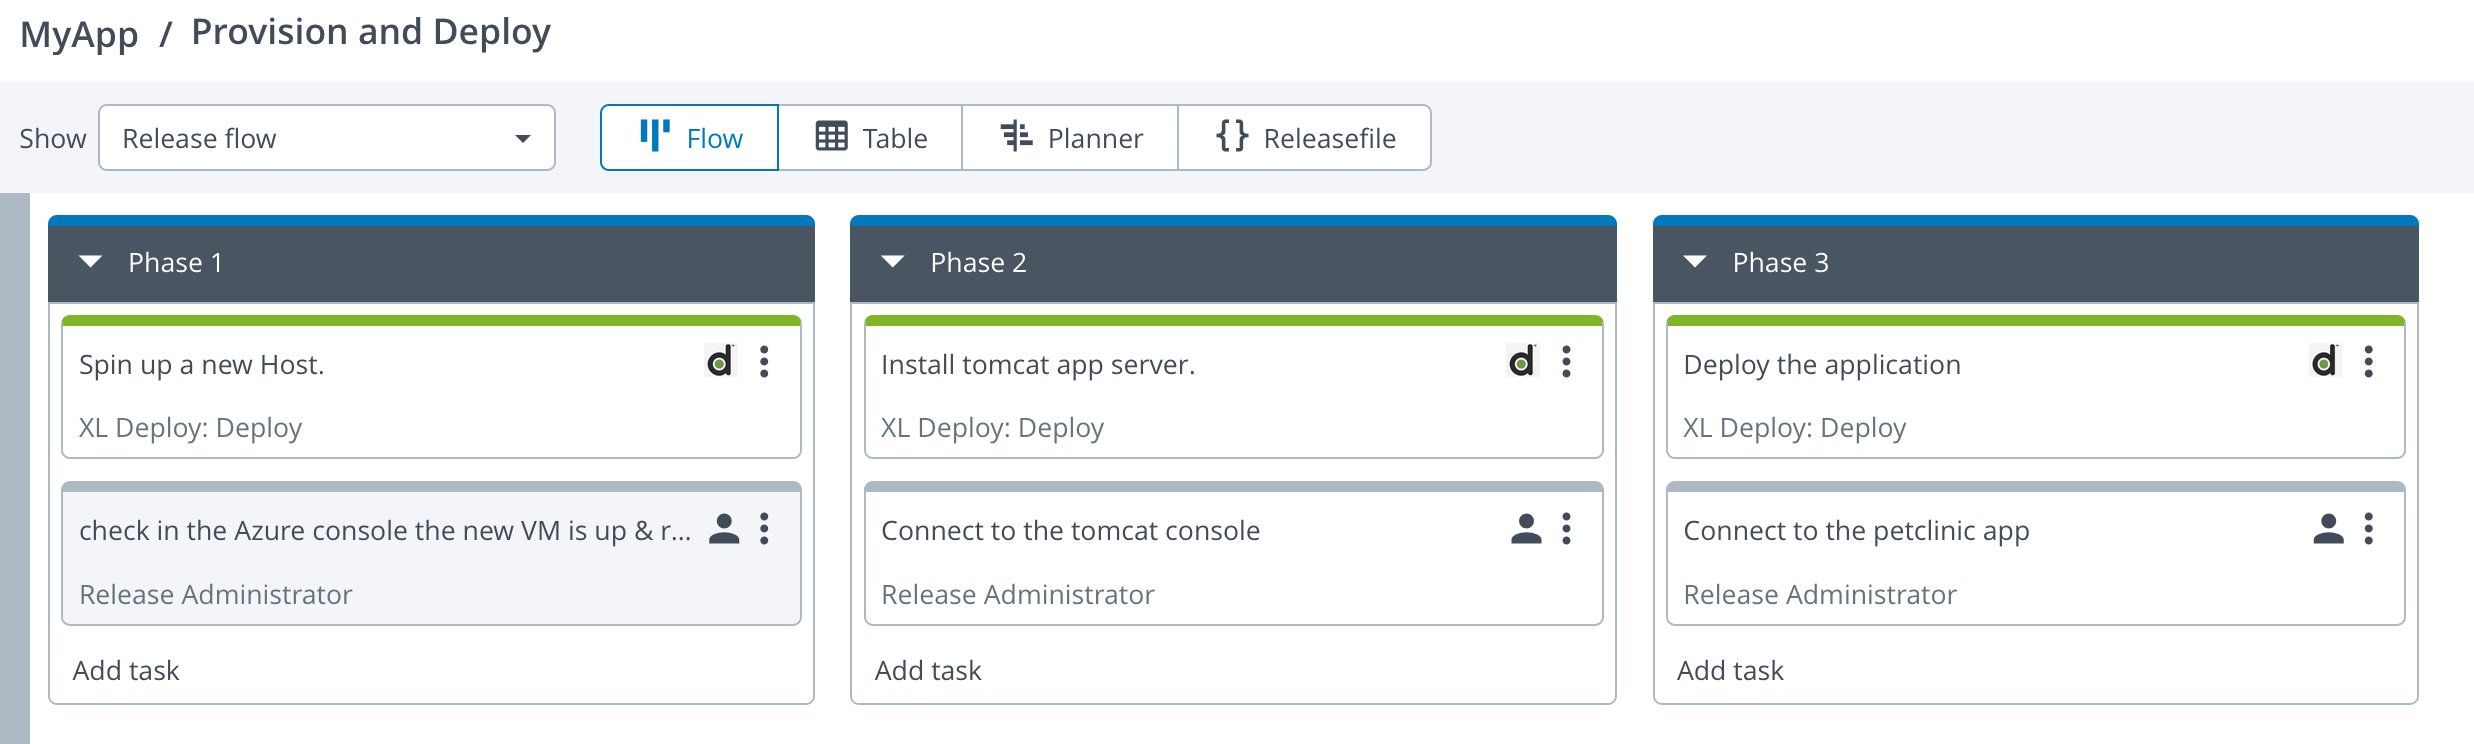 MyApp / Provision and Deploy
Show Release flow Flow Table Planner Releasefile
Phase 1
Spin up a new Host.
XL Deploy: Deploy
check in the Azure console the new VM is up & r...
Release Administrator
Add task
Phase 2
Install tomcat app server.
XL Deploy: Deploy
Connect to the tomcat console
Release Administrator
Add task
Phase 3
Deploy the application
XL Deploy: Deploy
Connect to the petclinic app
Release Administrator
Add task